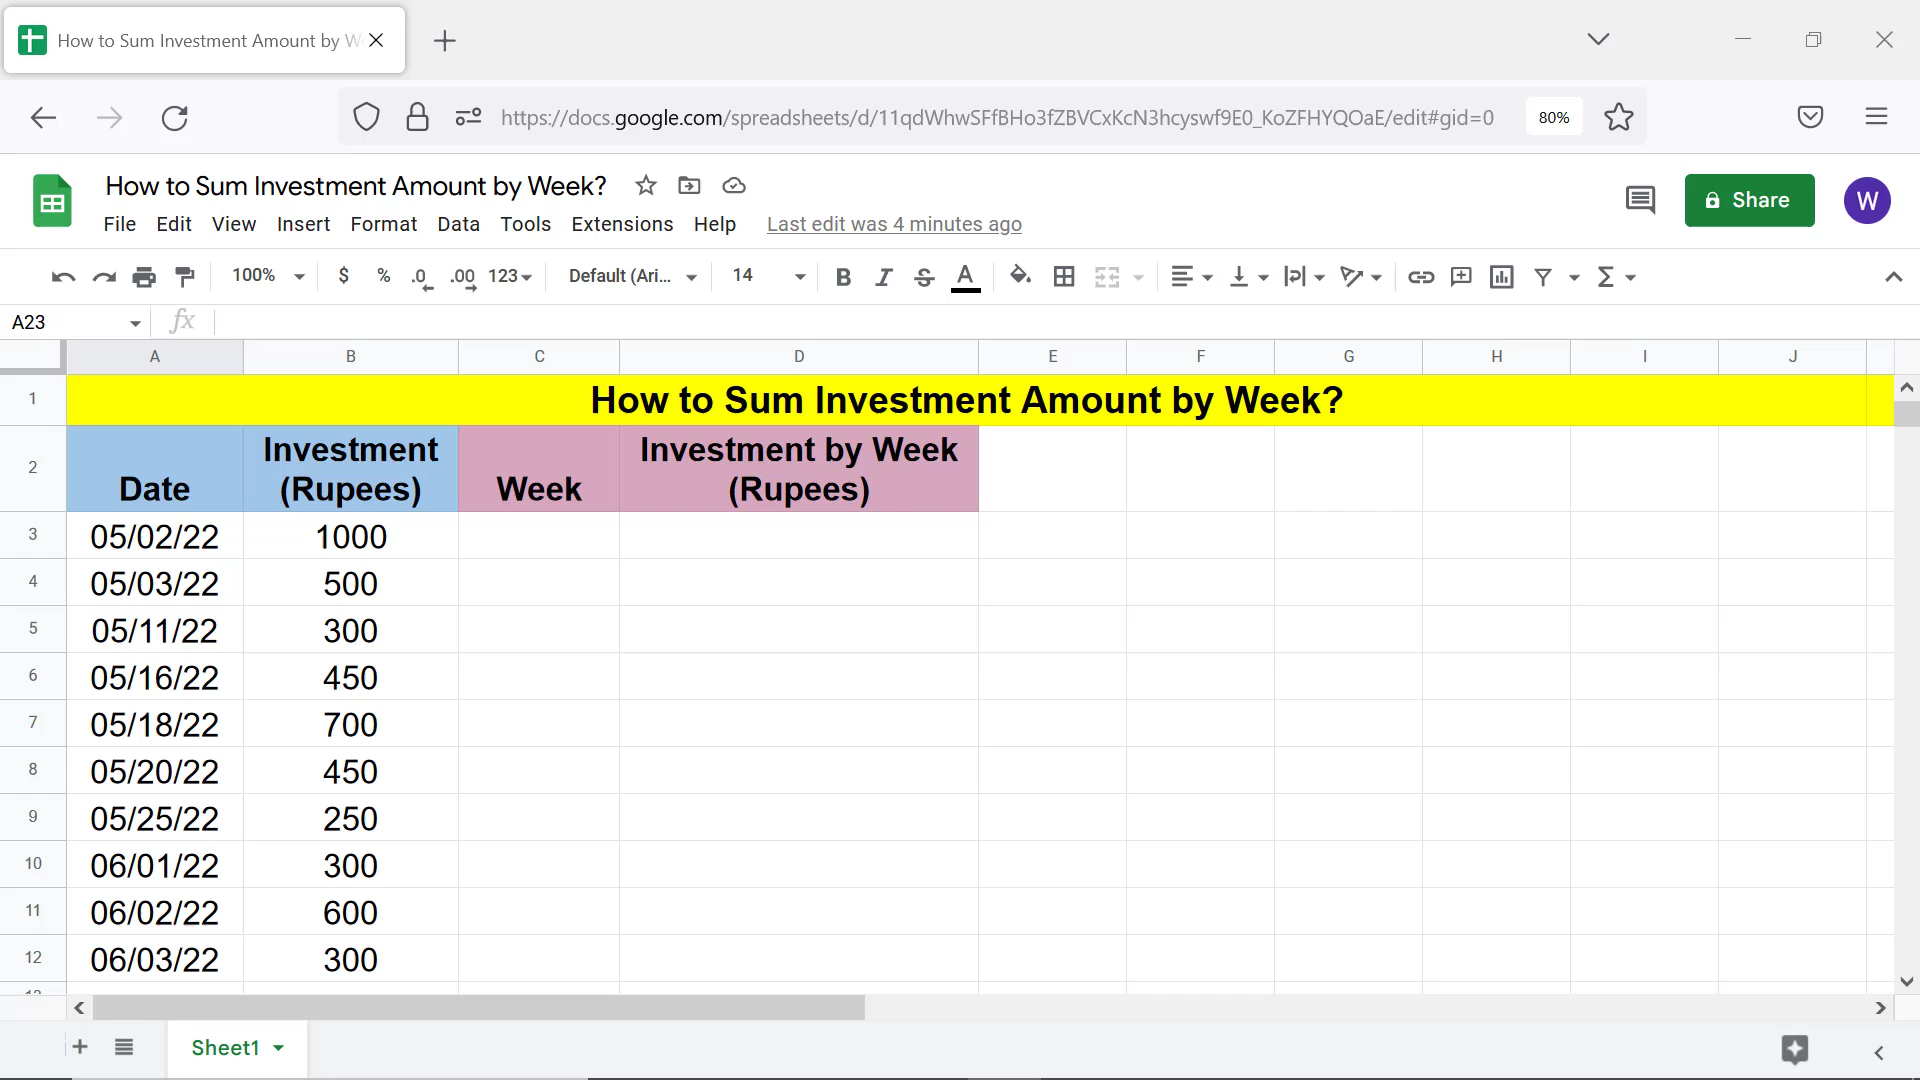 How to Sum Investment Amount by W
https://docs.google.com/spreadsheets/d/11qdWhwSFfBHo3fZBVCxKcN3hcyswf9E0_KoZFHYQOaE/edit#gid=0
80%
How to Sum Investment Amount by Week?
File Edit View Insert Format Data Tools Extensions Help Last edit was 4 minutes ago
Share
W
100% $ % .0 .00 123 Default (Ari... 14 B I S A Σ
A23 fx
A B C D E F G H I J
1 How to Sum Investment Amount by Week?
2 Date Investment (Rupees) Week Investment by Week (Rupees)
3 05/02/22 1000
4 05/03/22 500
5 05/11/22 300
6 05/16/22 450
7 05/18/22 700
8 05/20/22 450
9 05/25/22 250
10 06/01/22 300
11 06/02/22 600
12 06/03/22 300
Sheet1